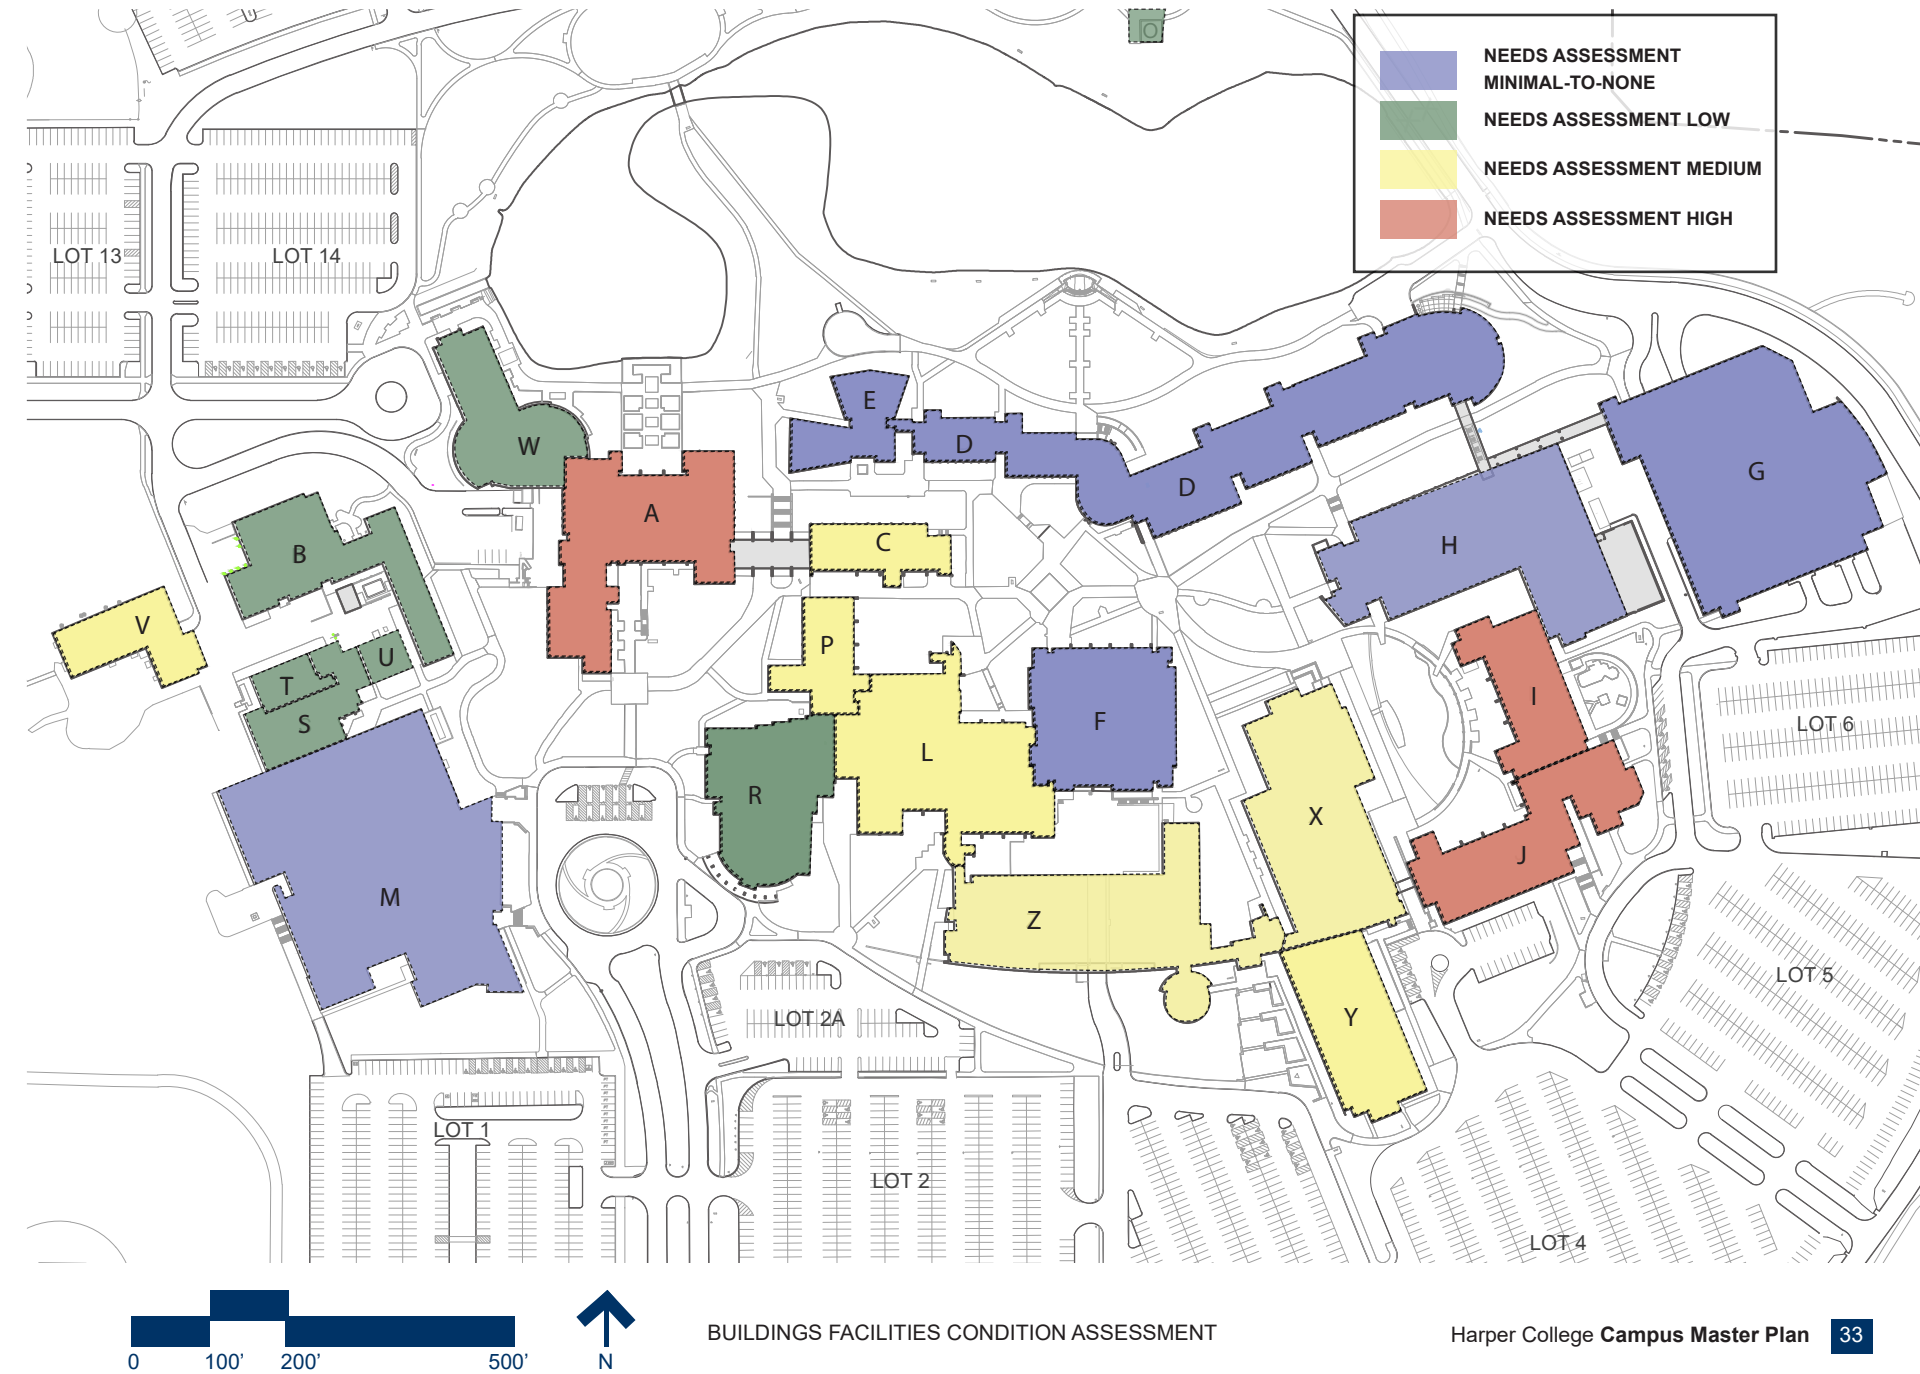 O
NEEDS ASSESSMENT
MINIMAL-TO-NONE
NEEDS ASSESSMENT LOW
NEEDS ASSESSMENT MEDIUM
NEEDS ASSESSMENT HIGH
LOT 13
LOT 14
E
W
D
D
G
A
C
H
B
V
P
U
T
S
I
F
LOT 6
L
R
X
J
M
Z
LOT 5
LOT 2A
Y
LOT 1
LOT 2
LOT 4
0
100’
200’
500’
N
BUILDINGS FACILITIES CONDITION ASSESSMENT
Harper College Campus Master Plan 33